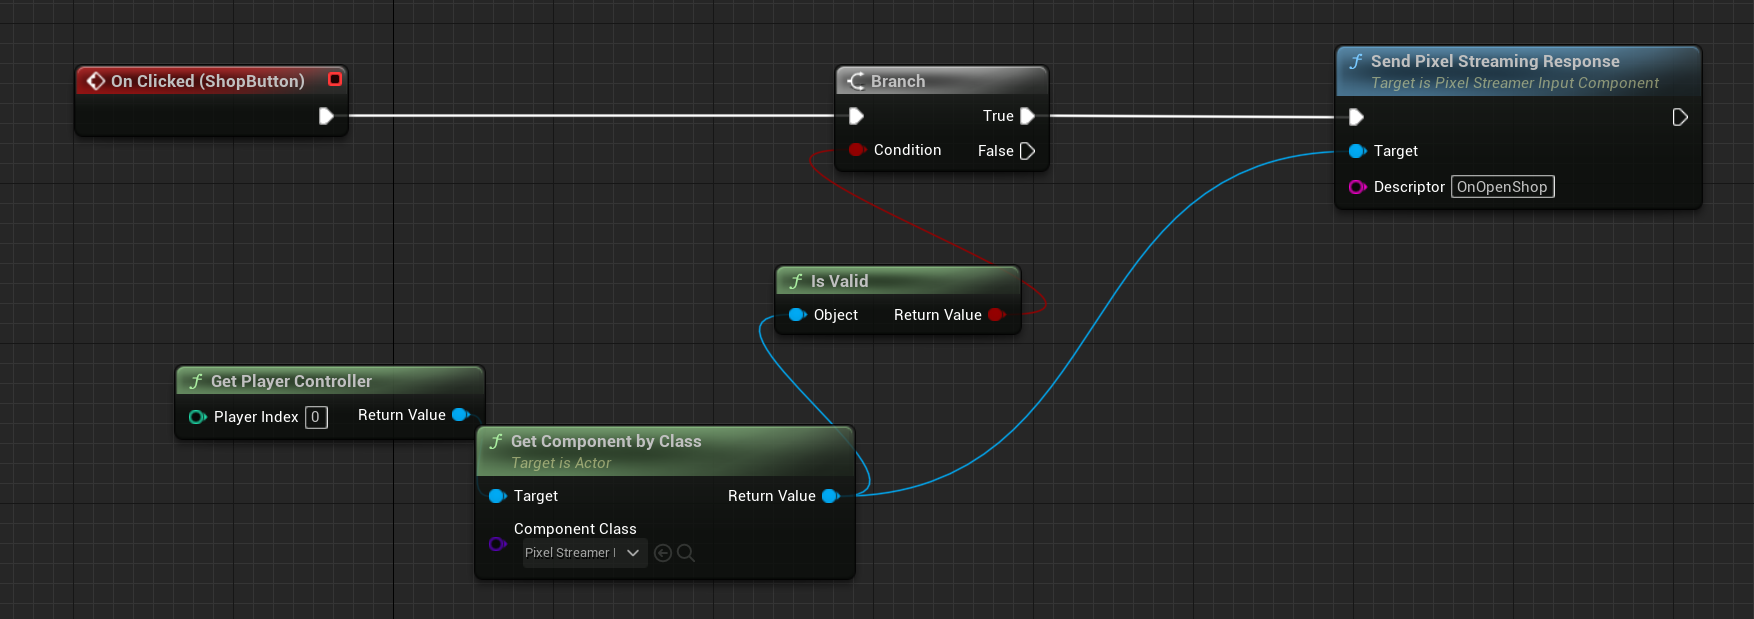 On Clicked (ShopButton)
Branch
True
Condition
False
Send Pixel Streaming Response
Target is Pixel Streamer Input Component
Target
Descriptor OnOpenShop
Is Valid
Object Return Value
Get Player Controller
Player Index 0 Return Value
Get Component by Class
Target is Actor
Target Return Value
Component Class
Pixel Streamer